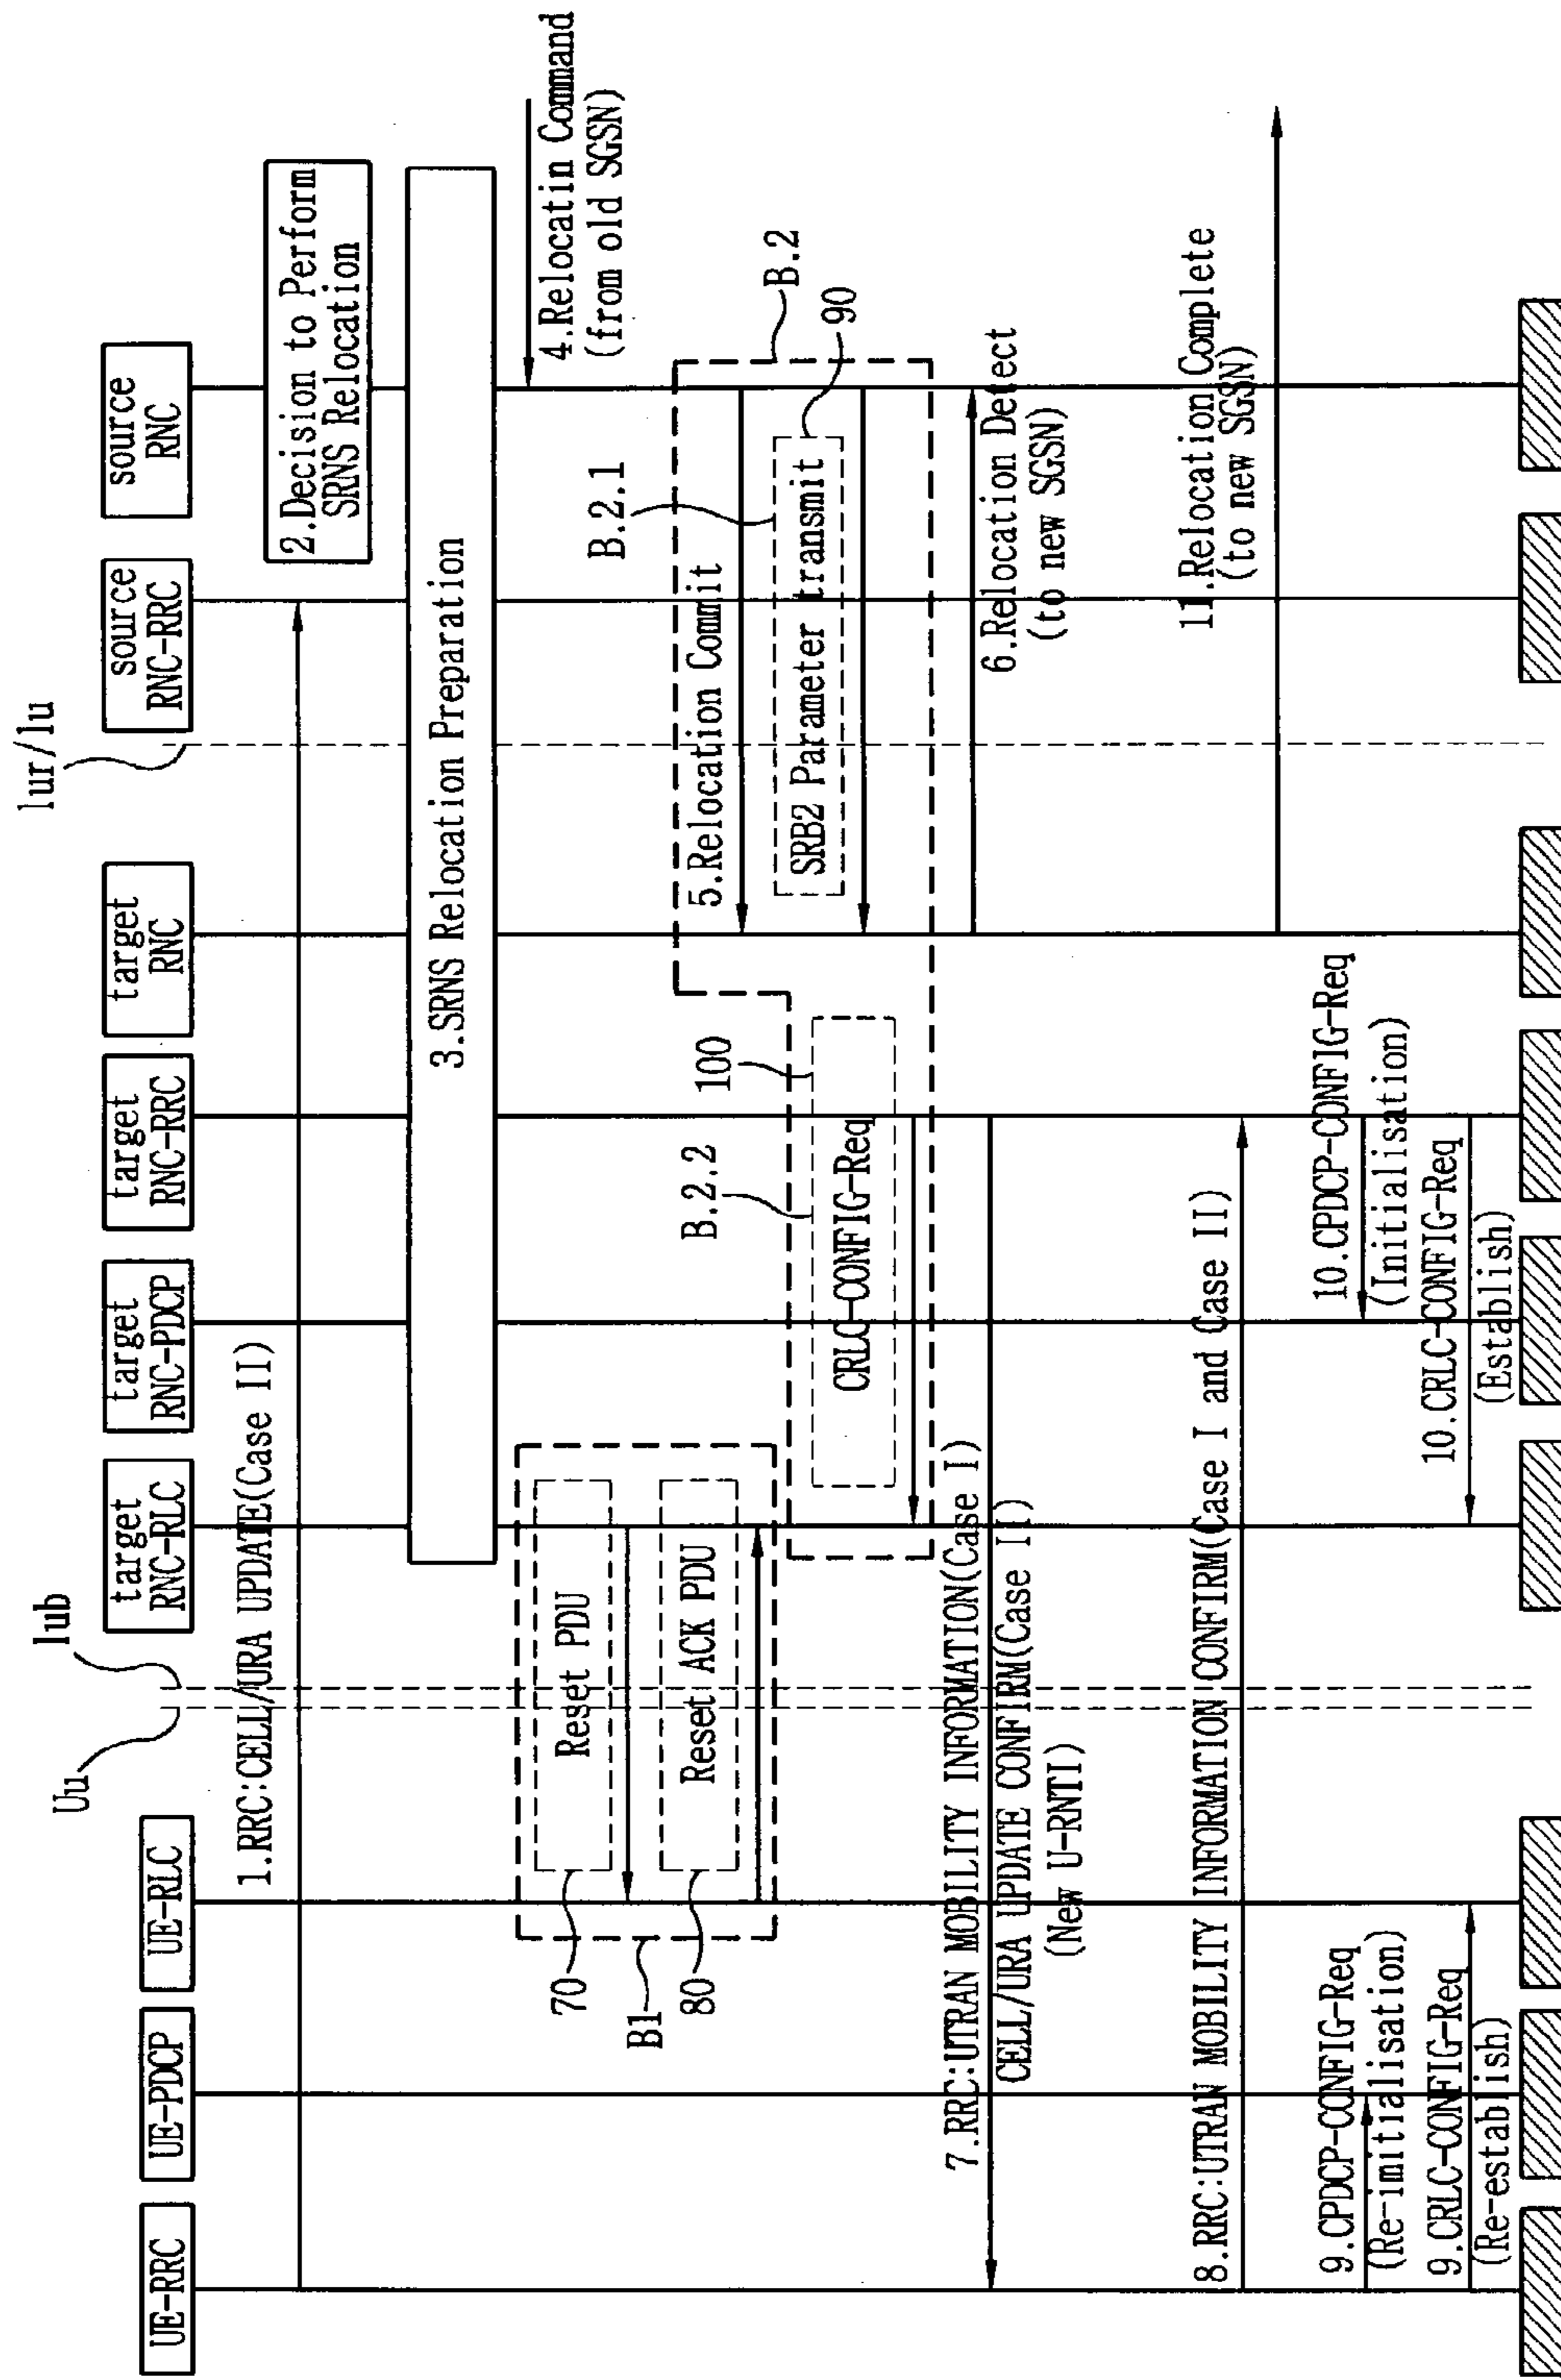 Uu
Iub
Iur/Iu
UE-RRC
UE-PDCP
UE-RLC
target
RNC-RLC
target
RNC-PDCP
target
RNC-RRC
target
RNC
source
RNC-RRC
source
RNC
1.RRC:CELL/URA UPDATE(Case II)
2.Decision to Perform
SRNS Relocation
3.SRNS Relocation Preparation
4.Relocatin Command
(from old SGSN)
70
Reset PDU
B1
80
Reset ACK PDU
5.Relocation Commit
B.2
B.2.1
90
SRB2 Parameter transmit
B.2.2
100
CRLC-CONFIG-Req
6.Relocation Detect
(to new SGSN)
7.RRC:UTRAN MOBILITY INFORMATION(Case I)
CELL/URA UPDATE CONFIRM(Case II)
(New U-RNTI)
8.RRC:UTRAN MOBILITY INFORMATION CONFIRM(Case I and Case II)
11.Relocation Complete
(to new SGSN)
9.CPDCP-CONFIG-Req
(Re-imitialisation)
9.CRLC-CONFIG-Req
(Re-establish)
10.CPDCP-CONFIG-Req
(Initialisation)
10.CRLC-CONFIG-Req
(Establish)